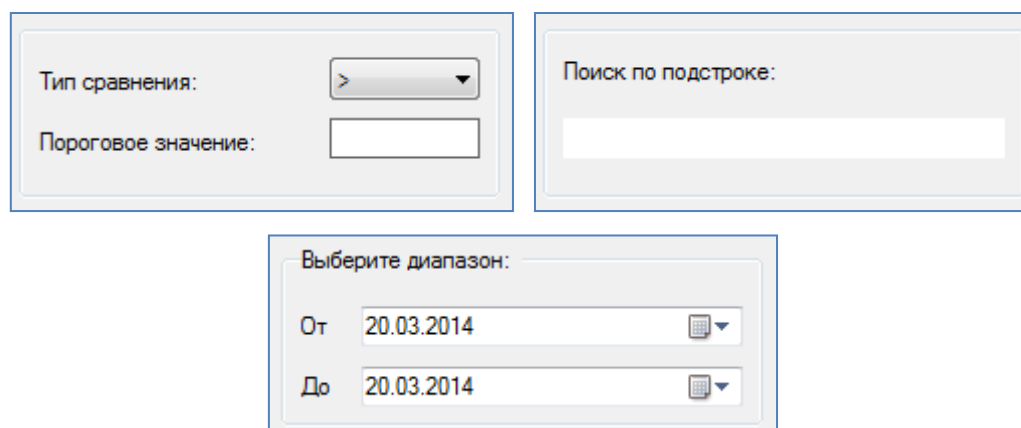 Тип сравнения: >
Пороговое значение:
Поиск по подстроке:
Выберите диапазон:
От 20.03.2014
До 20.03.2014